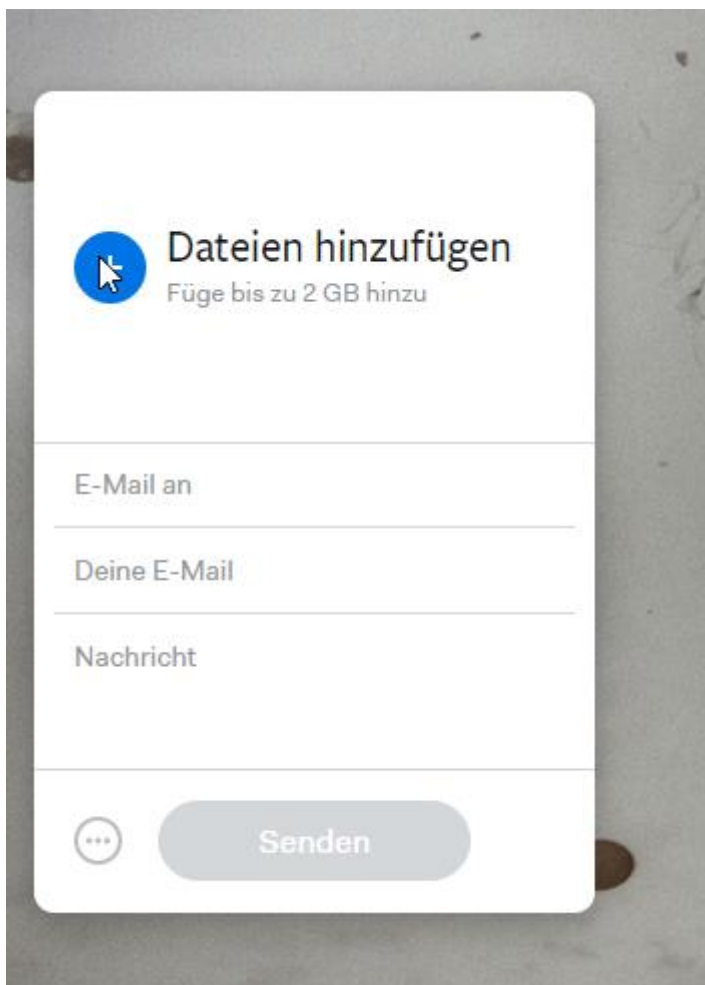 Dateien hinzufügen
Füge bis zu 2 GB hinzu
E-Mail an
Deine E-Mail
Nachricht
Senden